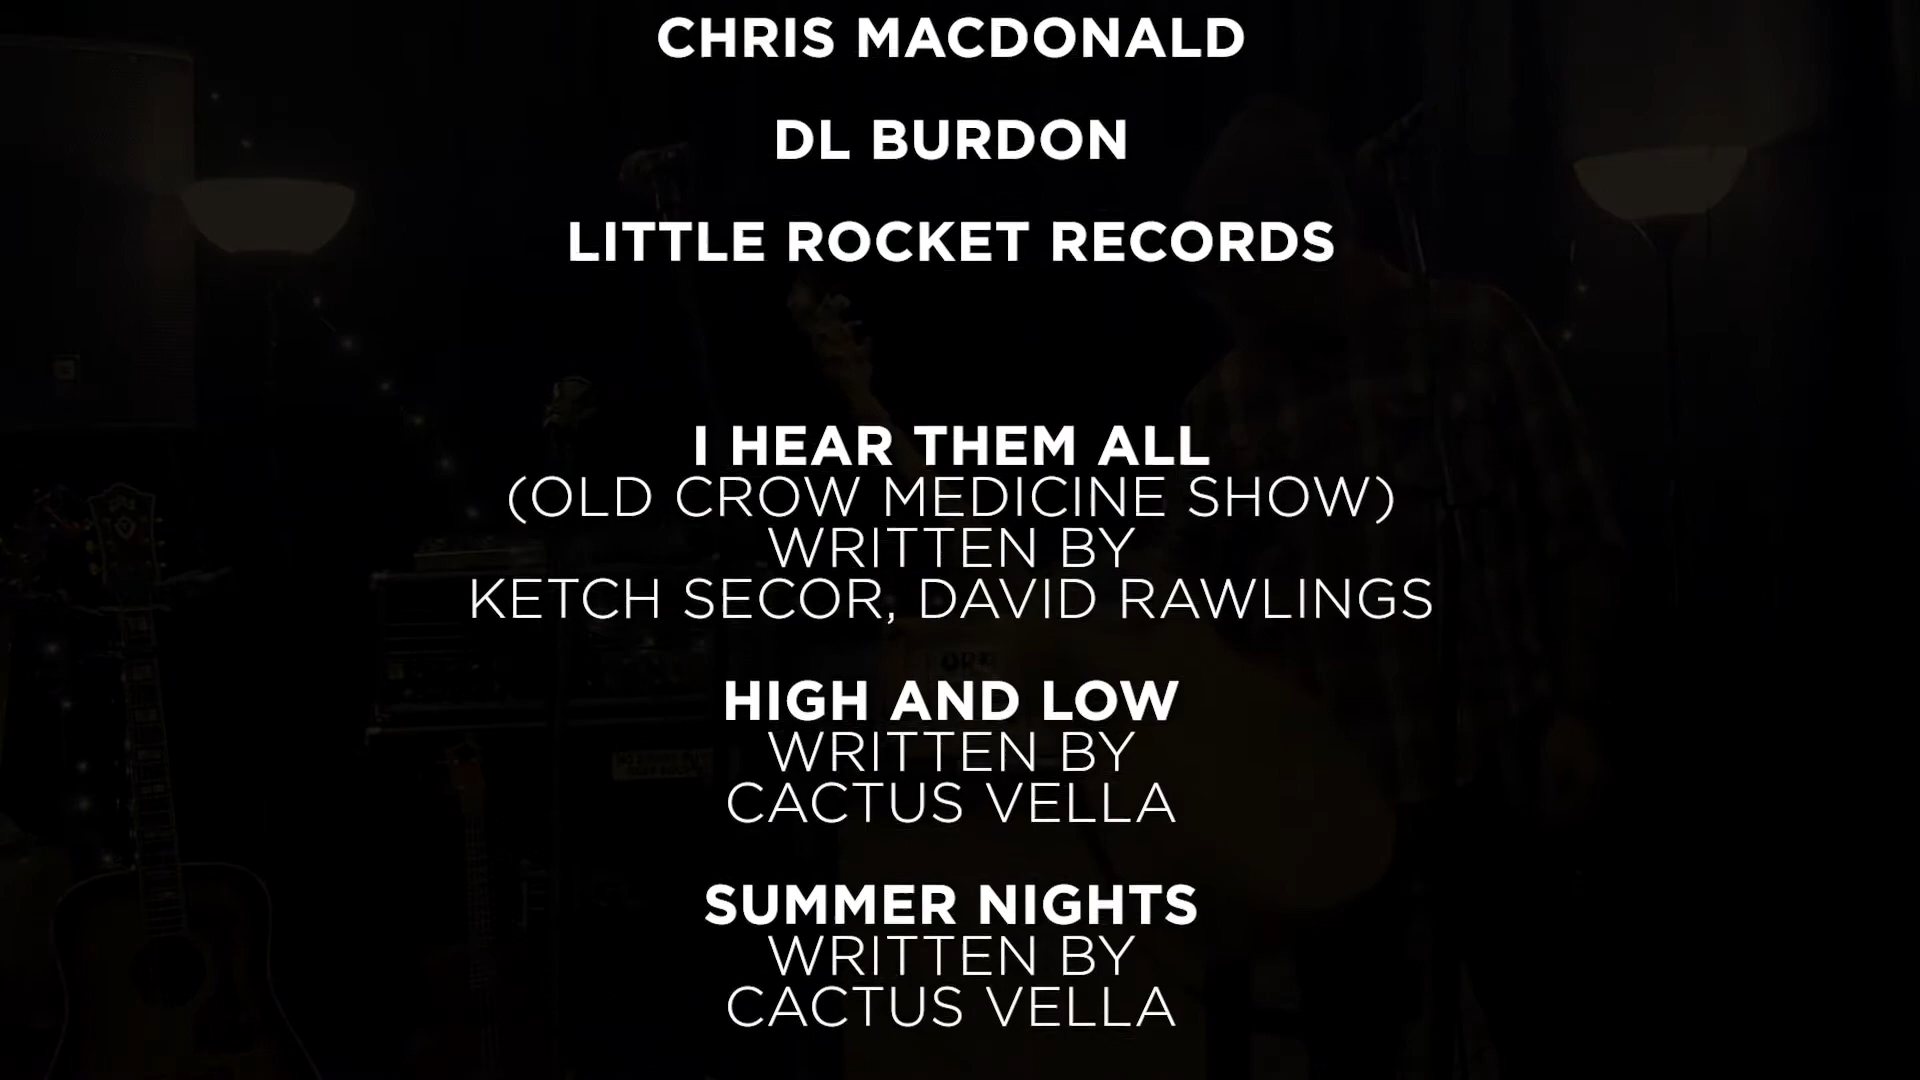 CHRIS MACDONALD
DL BURDON
LITTLE ROCKET RECORDS
I HEAR THEM ALL
(OLD CROW MEDICINE SHOW)
WRITTEN BY
KETCH SECOR, DAVID RAWLINGS
HIGH AND LOW
WRITTEN BY
CACTUS VELLA
SUMMER NIGHTS
WRITTEN BY
CACTUS VELLA